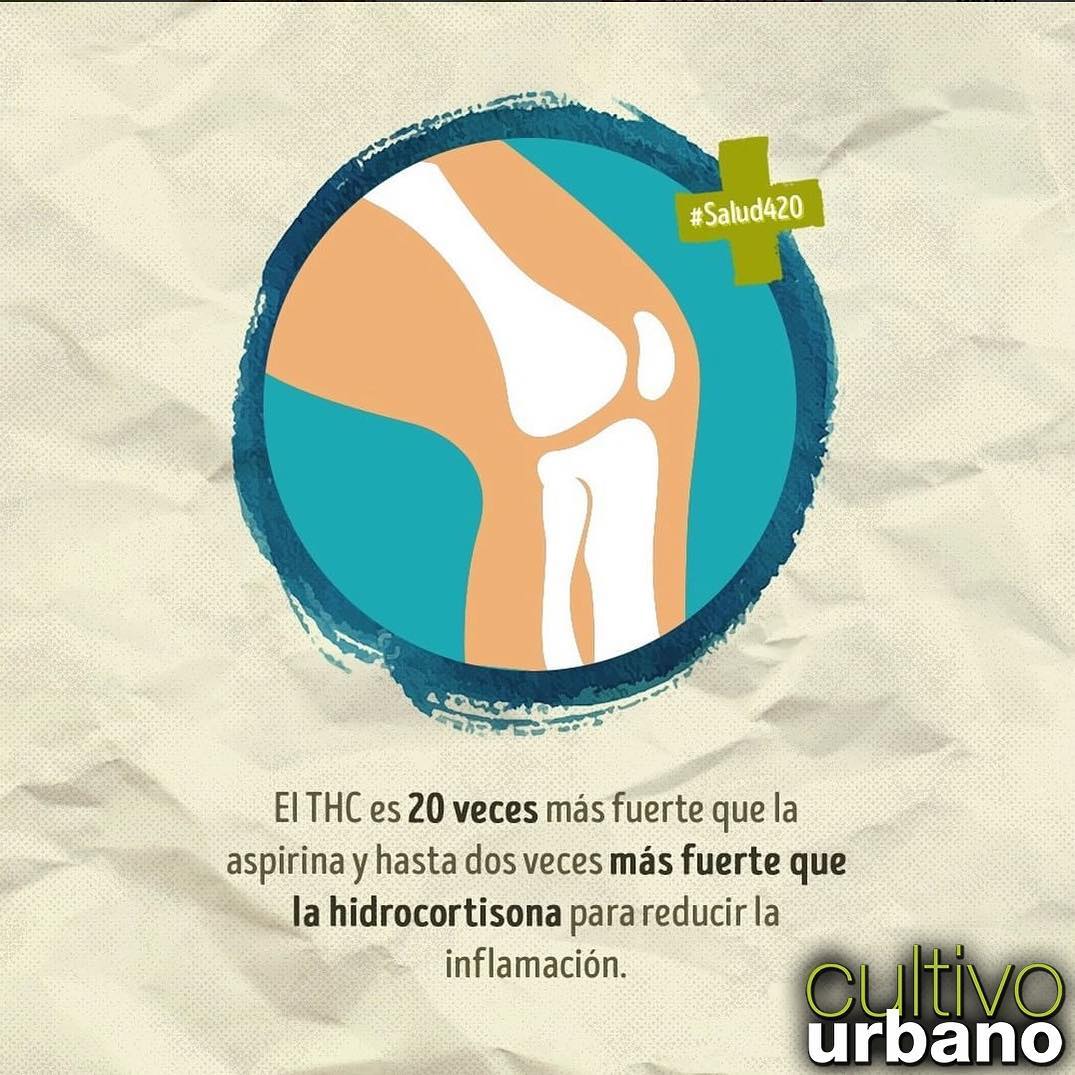 #Salud420
El THC es 20 veces más fuerte que la
aspirina y hasta dos veces más fuerte que
la hidrocortisona para reducir la
inflamación.
cultivo
urbano